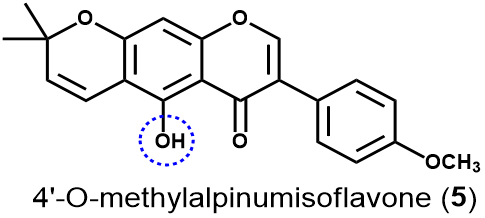 O O
OH O
OCH3
4'-O-methylalpinumisoflavone (5)